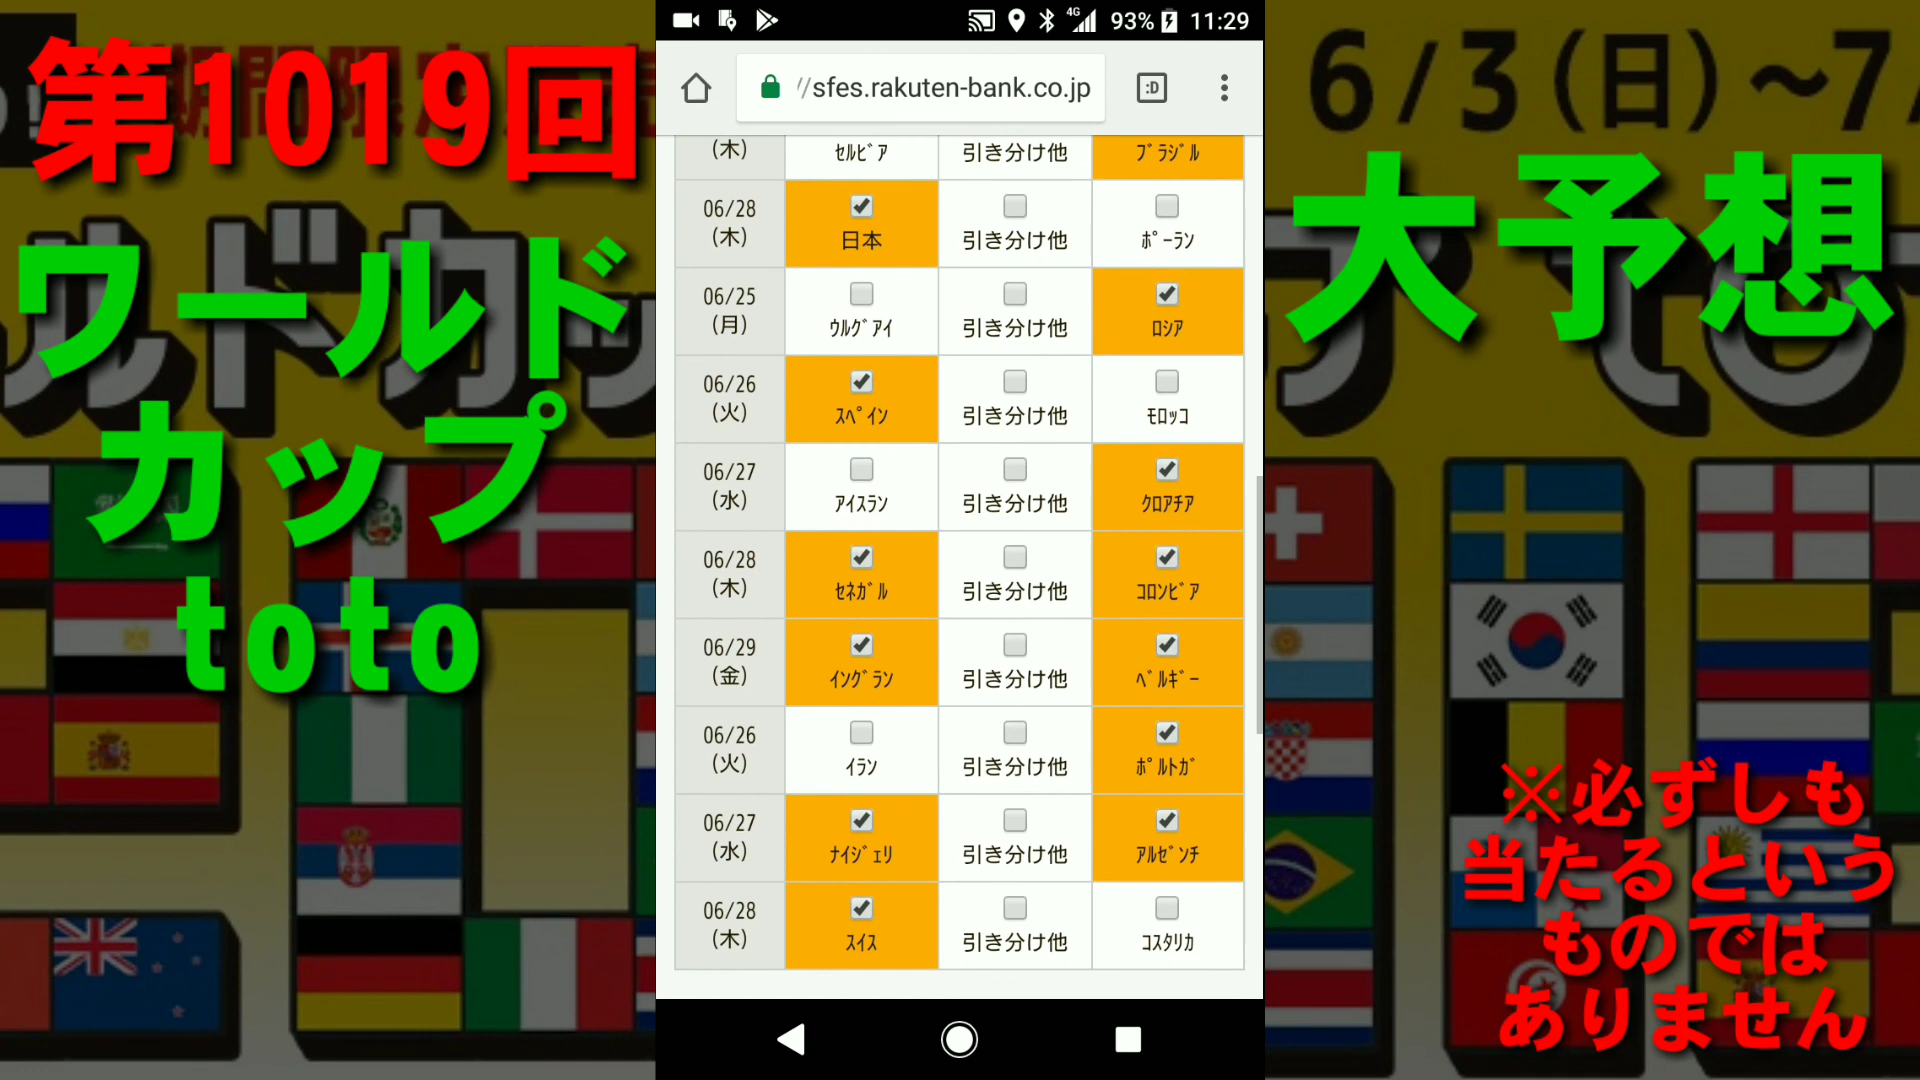 第1019回
ワールド
カップ
toto
大予想
6/3(日)～7
※必ずしも
当たるという
ものでは
ありません
93% 11:29
//sfes.rakuten-bank.co.jp
(木) ｾﾙﾋﾞｱ 引き分け他 ﾌﾞﾗｼﾞﾙ
06/28 (木) 日本 引き分け他 ﾎﾟｰﾗﾝ
06/25 (月) ｳﾙｸﾞｱｲ 引き分け他 ﾛｼｱ
06/26 (火) ｽﾍﾟｲﾝ 引き分け他 ﾓﾛｯｺ
06/27 (水) ｱｲｽﾗﾝ 引き分け他 ｸﾛｱﾁｱ
06/28 (木) ｾﾈｶﾞﾙ 引き分け他 ｺﾛﾝﾋﾞｱ
06/29 (金) ｲﾝｸﾞﾗﾝ 引き分け他 ﾍﾞﾙｷﾞｰ
06/26 (火) ｲﾗﾝ 引き分け他 ﾎﾟﾙﾄｶﾞ
06/27 (水) ﾅｲｼﾞｪﾘ 引き分け他 ｱﾙｾﾞﾝﾁ
06/28 (木) ｽｲｽ 引き分け他 ｺｽﾀﾘｶ